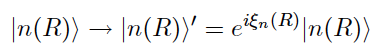 |n(R)⟩ → |n(R)⟩′ = e^{iξ_n(R)}|n(R)⟩